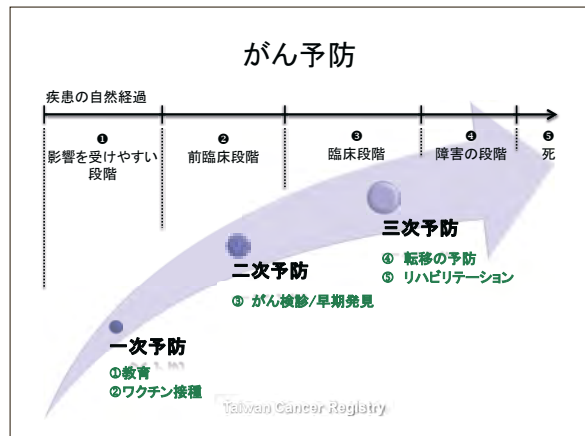 がん予防
疾患の自然経過
❶
影響を受けやすい
段階
❷
前臨床段階
❸
臨床段階
❹
障害の段階
❺
死
三次予防
④ 転移の予防
⑤ リハビリテーション
二次予防
③ がん検診/早期発見
一次予防
①教育
②ワクチン接種
Taiwan Cancer Registry